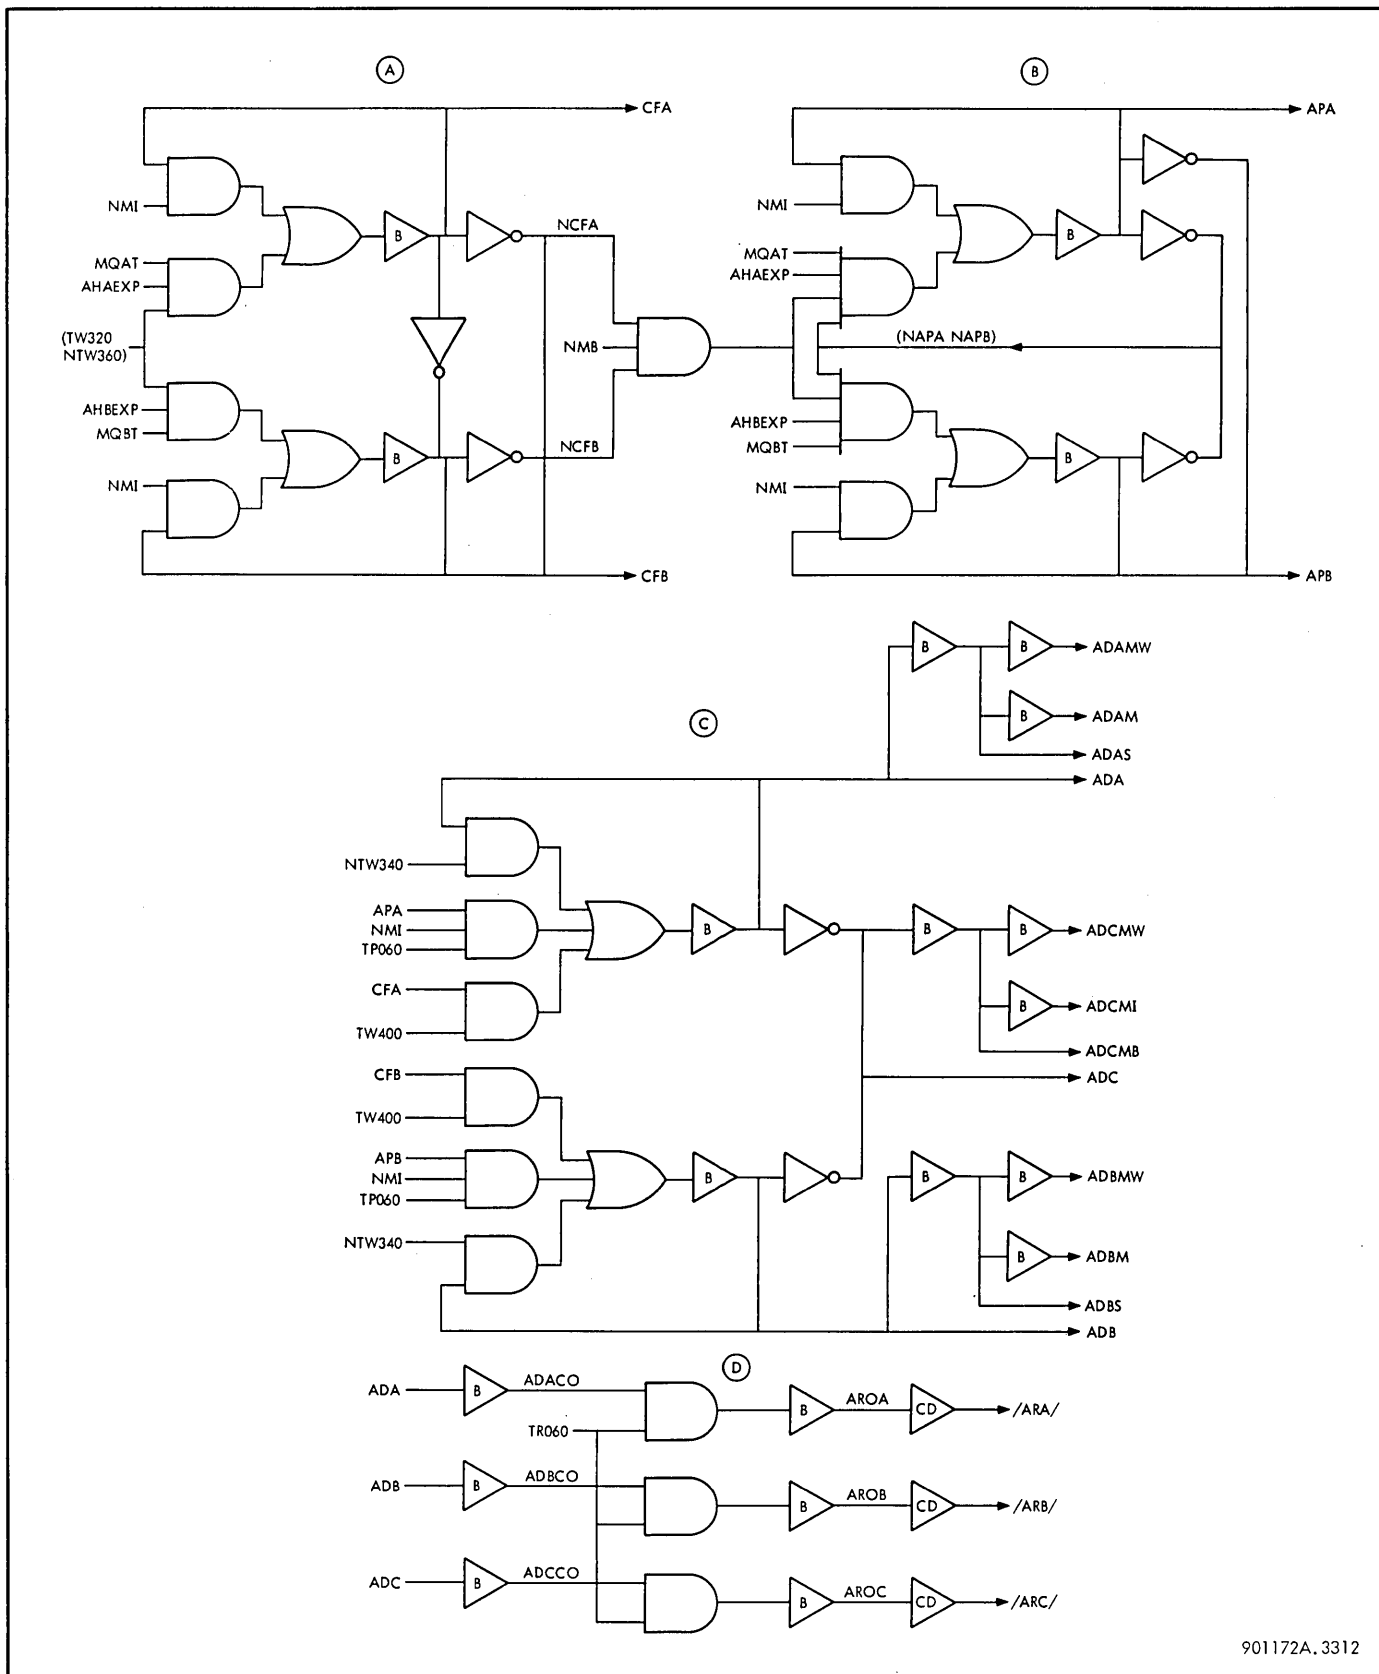 A
B
CFA
APA
NMI
NMI
B
NCFA
B
MQAT
AHAEXP
MQAT
AHAEXP
(TW320
NTW360)
NMB
(NAPA NAPB)
AHBEXP
MQBT
AHBEXP
MQBT
B
NCFB
B
NMI
NMI
CFB
APB
B
B
ADAMW
C
B
ADAM
ADAS
ADA
NTW340
APA
NMI
TP060
B
B
B
ADCMW
CFA
TW400
B
ADCMI
ADCMB
CFB
ADC
TW400
APB
NMI
TP060
B
B
B
ADBMW
NTW340
B
ADBM
ADBS
ADB
D
ADA
B
ADACO
B
AROA
CD
/ARA/
TR060
ADB
B
ADBCO
B
AROB
CD
/ARB/
ADC
B
ADCCO
B
AROC
CD
/ARC/
901172A.3312